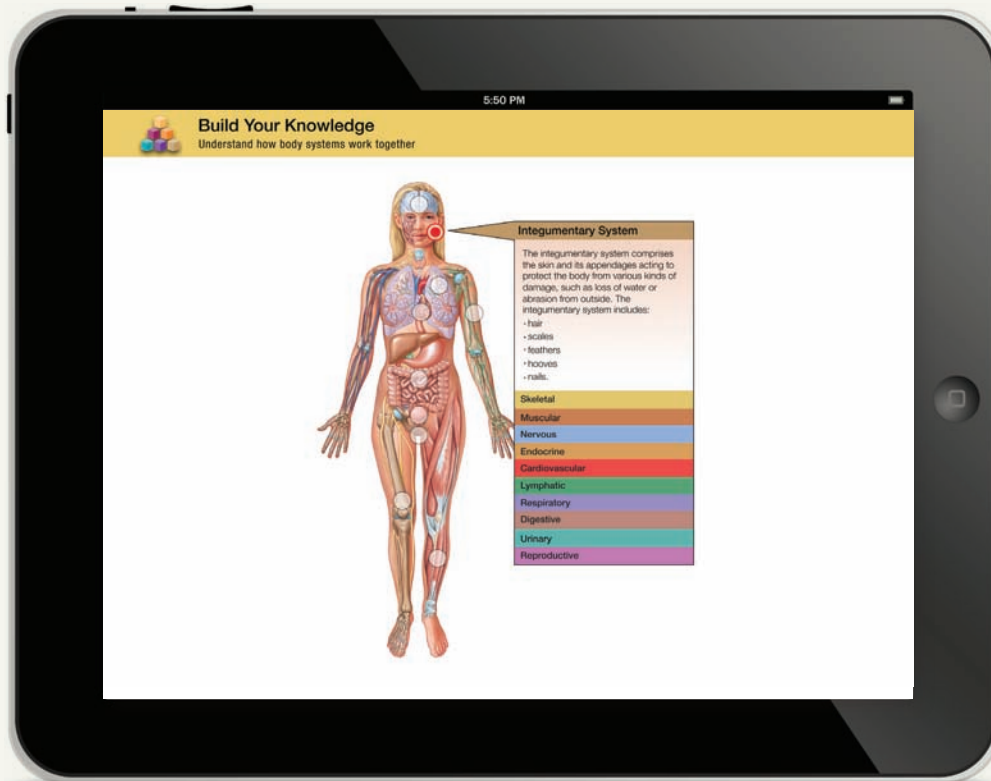 5:50 PM
Build Your Knowledge
Understand how body systems work together
Integumentary System
The integumentary system comprises
the skin and its appendages acting to
protect the body from various kinds of
damage, such as loss of water or
abrasion from outside. The
integumentary system includes:
• hair
• scales
• feathers
• hooves
• nails.
Skeletal
Muscular
Nervous
Endocrine
Cardiovascular
Lymphatic
Respiratory
Digestive
Urinary
Reproductive